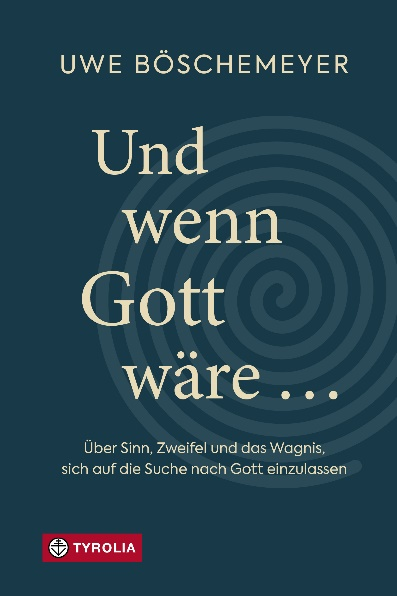 UWE BÖSCHEMEYER
Und
wenn
Gott
wäre ...
Über Sinn, Zweifel und das Wagnis,
sich auf die Suche nach Gott einzulassen
TYROLIA